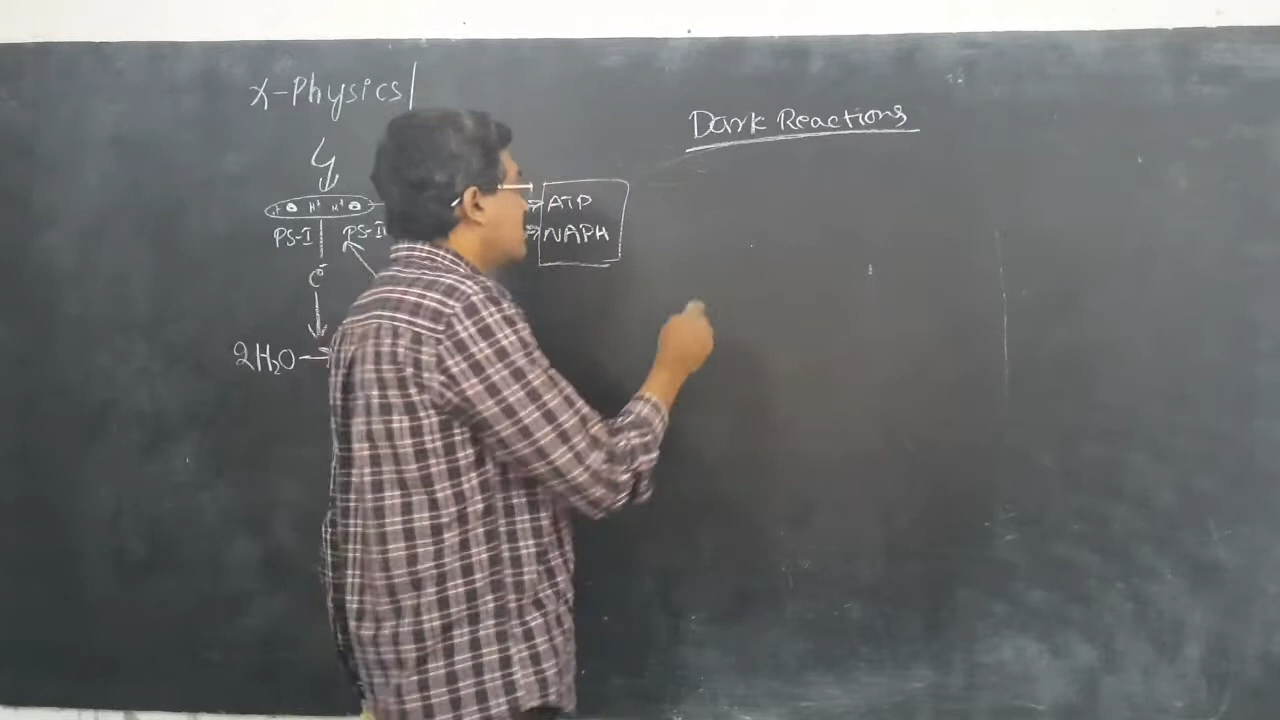 X-Physics
Dark Reactions
H⁺ H⁺
ATP
PS-I PS-II
NAPH
e⁻
2H₂O →